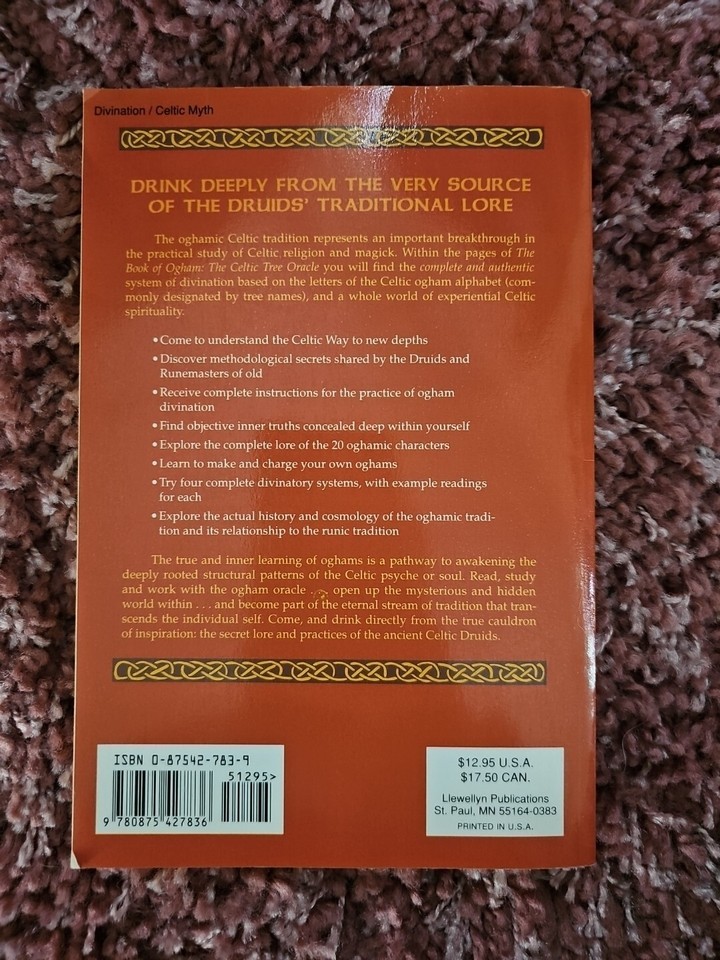 Divination / Celtic Myth
DRINK DEEPLY FROM THE VERY SOURCE
OF THE DRUIDS' TRADITIONAL LORE
The oghamic Celtic tradition represents an important breakthrough in
the practical study of Celtic religion and magick. Within the pages of The
Book of Ogham: The Celtic Tree Oracle you will find the complete and authentic
system of divination based on the letters of the Celtic ogham alphabet (com-
monly designated by tree names), and a whole world of experiential Celtic
spirituality.
• Come to understand the Celtic Way to new depths
• Discover methodological secrets shared by the Druids and
Runemasters of old
• Receive complete instructions for the practice of ogham
divination
• Find objective inner truths concealed deep within yourself
• Explore the complete lore of the 20 oghamic characters
• Learn to make and charge your own oghams
• Try four complete divinatory systems, with example readings
for each
• Explore the actual history and cosmology of the oghamic tradi-
tion and its relationship to the runic tradition
The true and inner learning of oghams is a pathway to awakening the
deeply rooted structural patterns of the Celtic psyche or soul. Read, study
and work with the ogham oracle . . . open up the mysterious and hidden
world within . . . and become part of the eternal stream of tradition that tran-
scends the individual self. Come, and drink directly from the true cauldron
of inspiration: the secret lore and practices of the ancient Celtic Druids.
ISBN 0-87542-783-9
51295>
9 780875 427836
$12.95 U.S.A.
$17.50 CAN.
Llewellyn Publications
St. Paul, MN 55164-0383
PRINTED IN U.S.A.